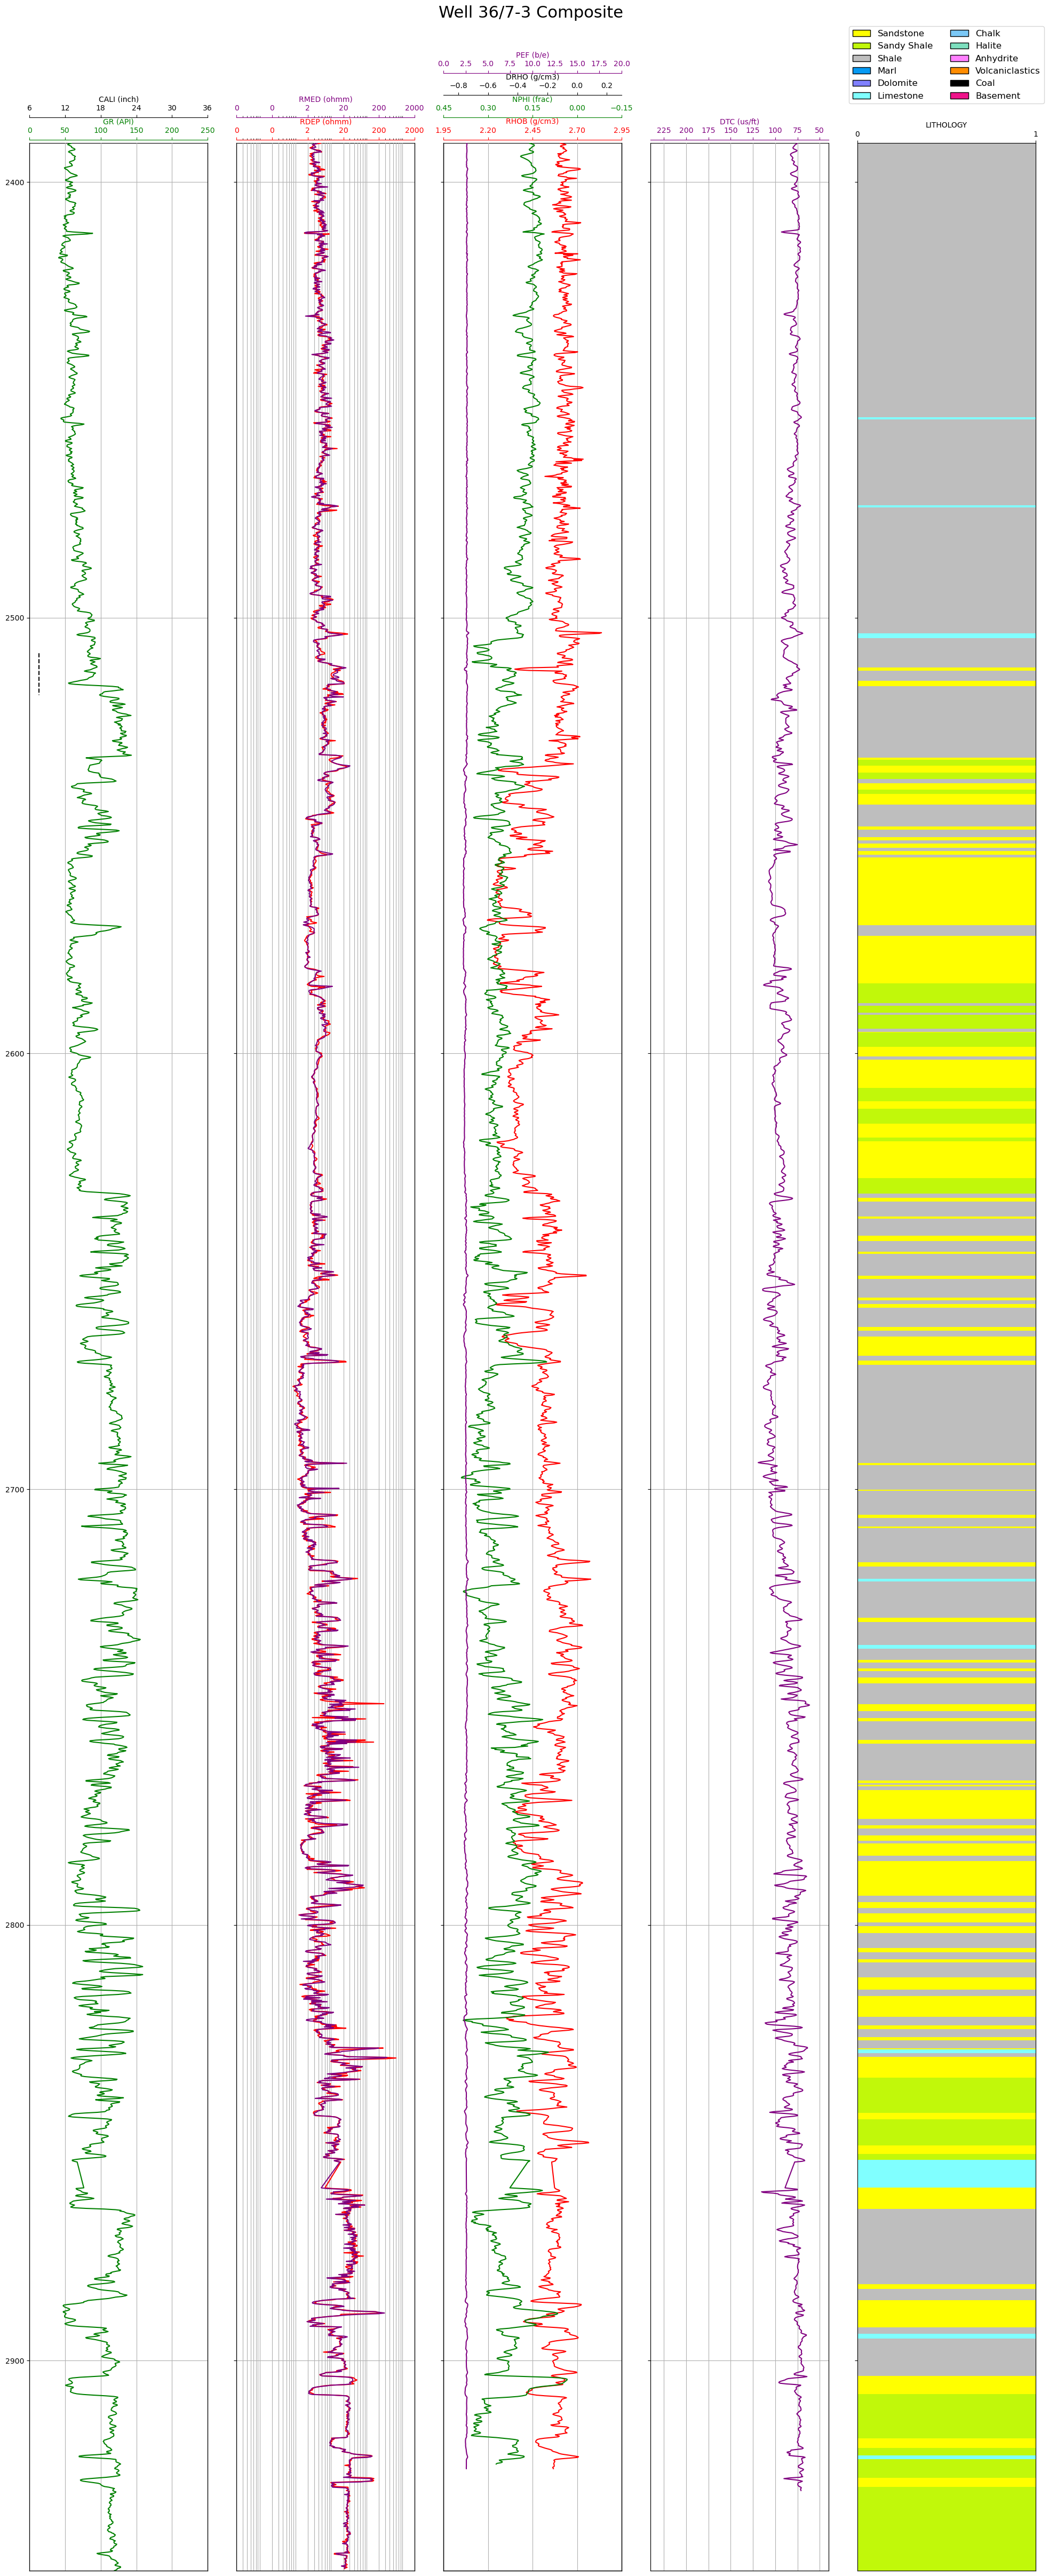 Well 36/7-3 Composite
Sandstone Chalk
Sandy Shale Halite
Shale Anhydrite
Marl Volcaniclastics
Dolomite Coal
Limestone Basement
PEF (b/e)
0.0 2.5 5.0 7.5 10.0 12.5 15.0 17.5 20.0
DRHO (g/cm3)
−0.8 −0.6 −0.4 −0.2 0.0 0.2
CALI (inch) RMED (ohmm) NPHI (frac)
6 12 18 24 30 36 0 0 2 20 200 2000 0.45 0.30 0.15 0.00 −0.15
GR (API) RDEP (ohmm) RHOB (g/cm3) DTC (us/ft) LITHOLOGY
0 50 100 150 200 250 0 0 2 20 200 2000 1.95 2.20 2.45 2.70 2.95 225 200 175 150 125 100 75 50 0 1
2400
2500
2600
2700
2800
2900